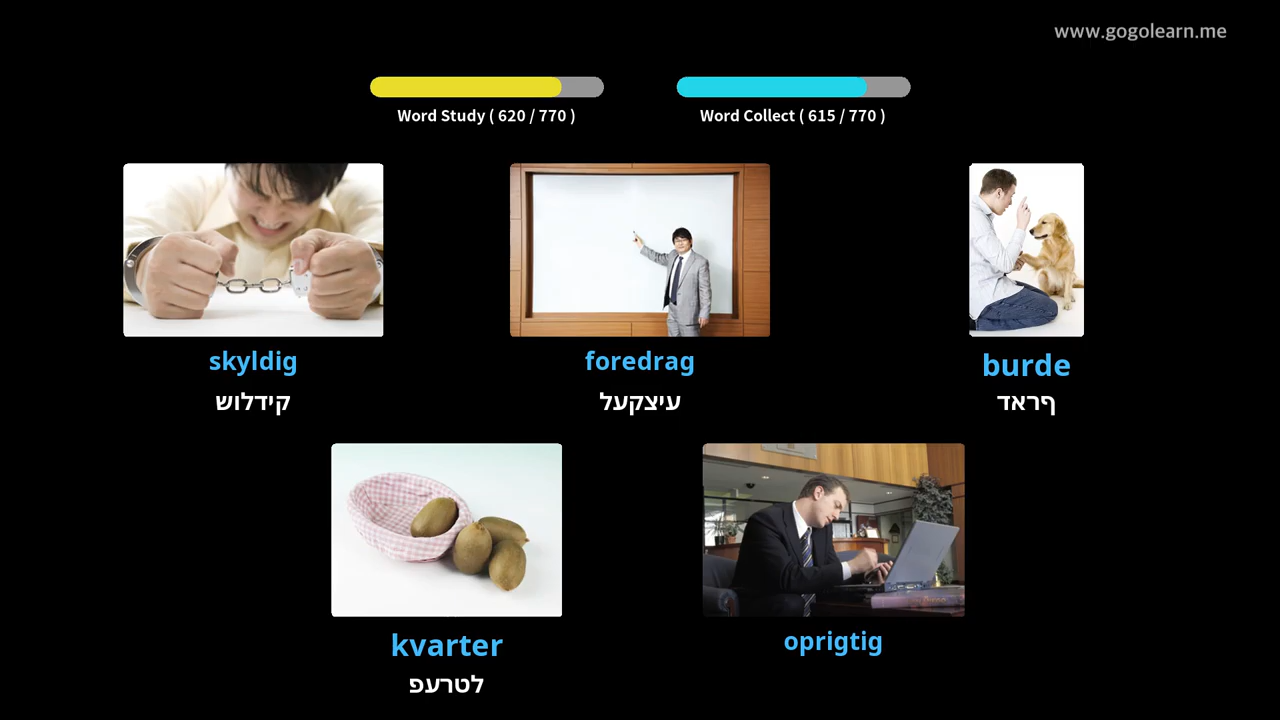 www.gogolearn.me
Word Study ( 620 / 770 )
Word Collect ( 615 / 770 )
skyldig
foredrag
burde
קידלוש
עיצקעל
ףראד
kvarter
oprigtig
לטרעפ